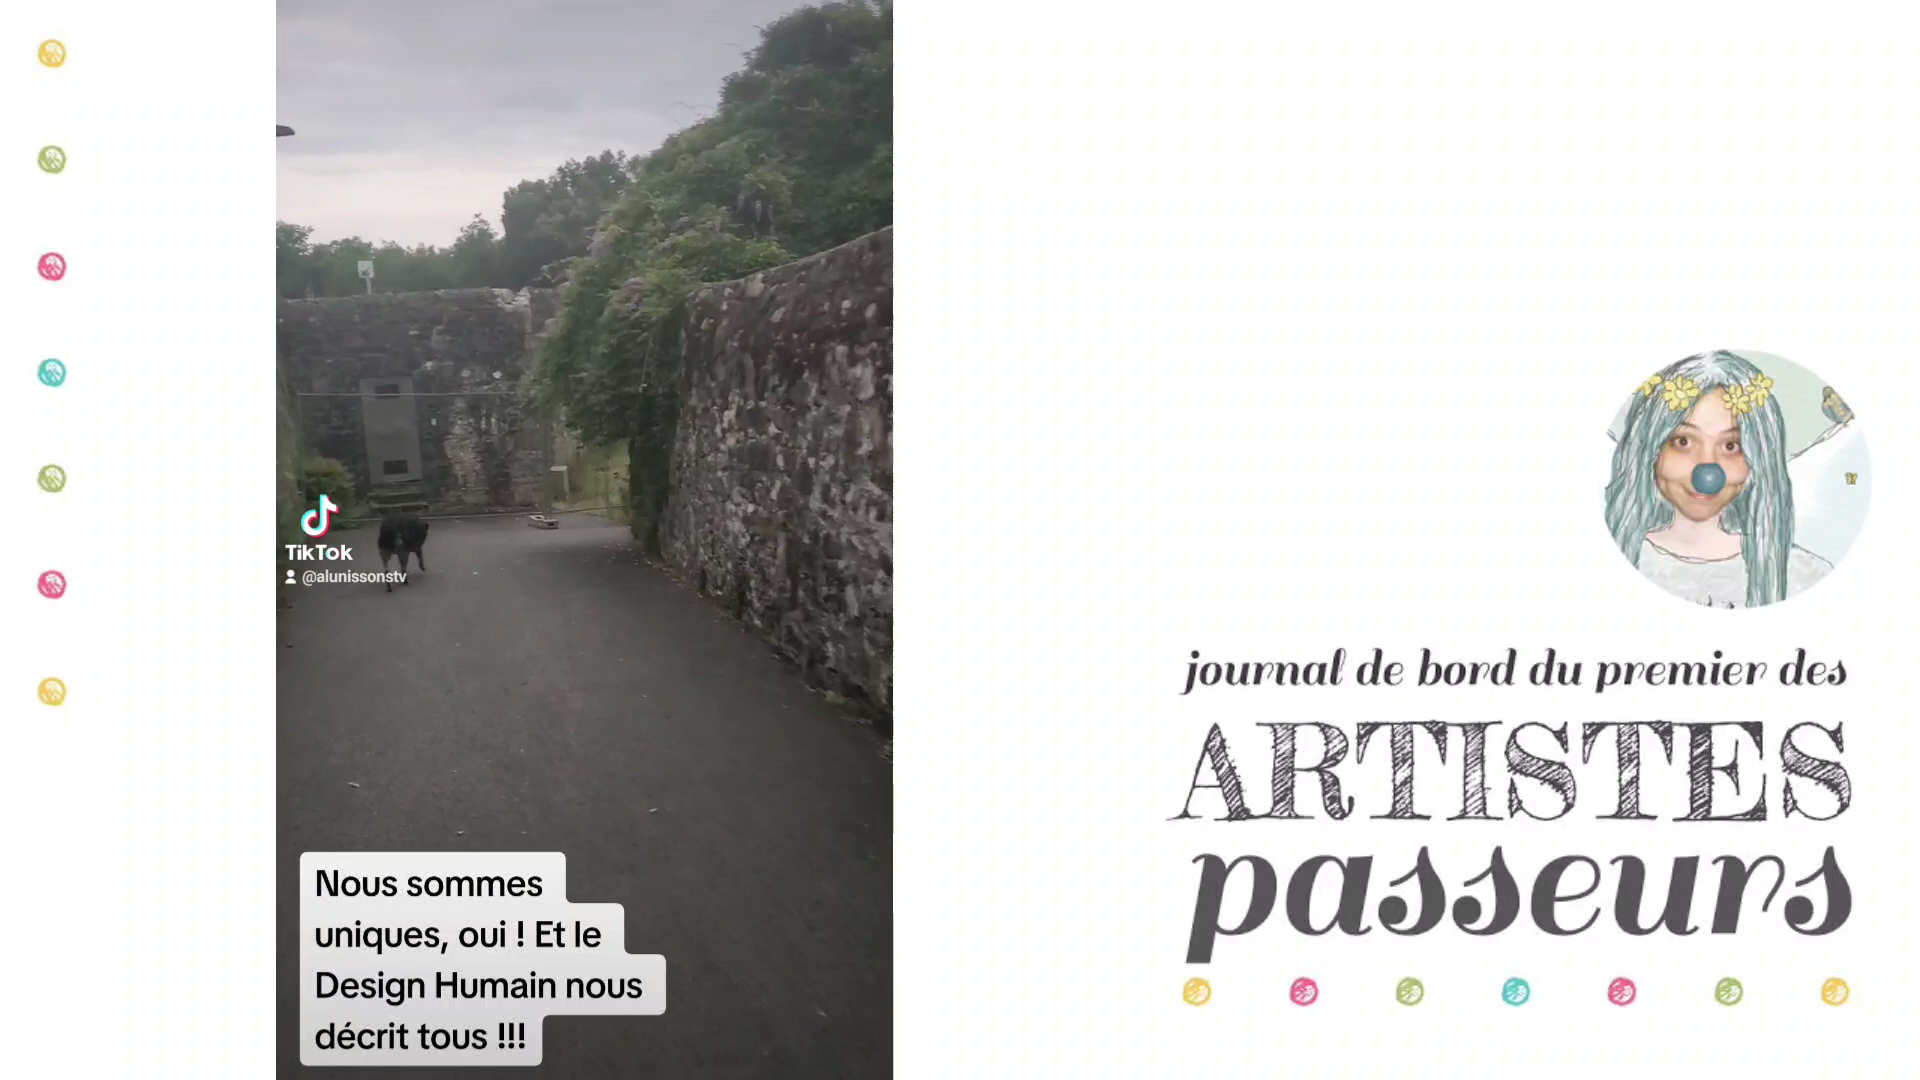 TikTok
@alunissonstv
Nous sommes
uniques, oui ! Et le
Design Humain nous
décrit tous !!!
journal de bord du premier des
ARTISTES
passeurs